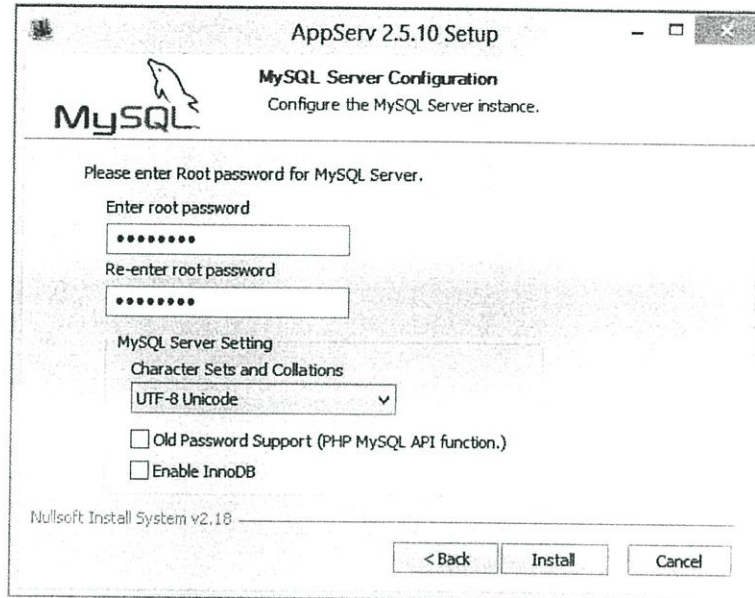 AppServ 2.5.10 Setup
MySQL
MySQL Server Configuration
Configure the MySQL Server instance.
Please enter Root password for MySQL Server.
Enter root password
••••••••
Re-enter root password
••••••••
MySQL Server Setting
Character Sets and Collations
UTF-8 Unicode
Old Password Support (PHP MySQL API function.)
Enable InnoDB
Nullsoft Install System v2.18
< Back Install Cancel